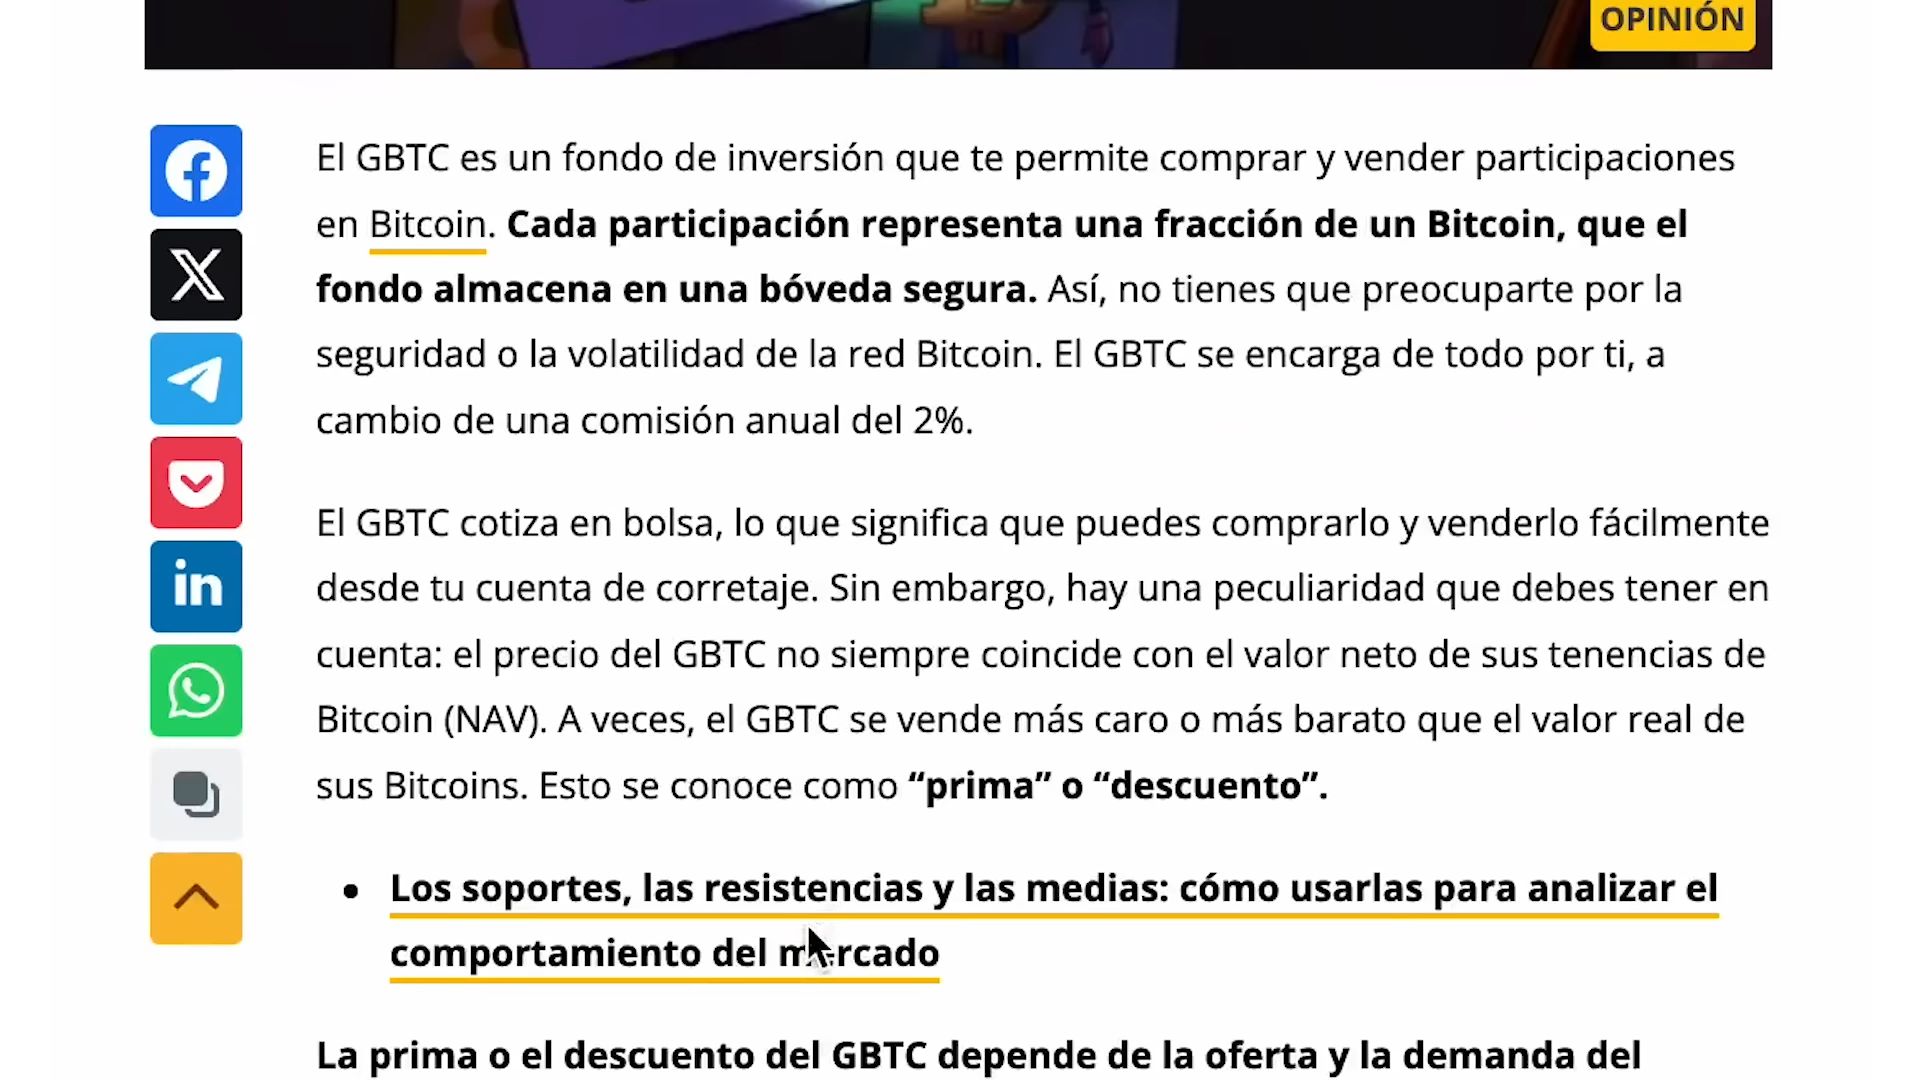 OPINIÓN
El GBTC es un fondo de inversión que te permite comprar y vender participaciones
en Bitcoin. Cada participación representa una fracción de un Bitcoin, que el
fondo almacena en una bóveda segura. Así, no tienes que preocuparte por la
seguridad o la volatilidad de la red Bitcoin. El GBTC se encarga de todo por ti, a
cambio de una comisión anual del 2%.
El GBTC cotiza en bolsa, lo que significa que puedes comprarlo y venderlo fácilmente
desde tu cuenta de corretaje. Sin embargo, hay una peculiaridad que debes tener en
cuenta: el precio del GBTC no siempre coincide con el valor neto de sus tenencias de
Bitcoin (NAV). A veces, el GBTC se vende más caro o más barato que el valor real de
sus Bitcoins. Esto se conoce como “prima” o “descuento”.
• Los soportes, las resistencias y las medias: cómo usarlas para analizar el
comportamiento del mercado
La prima o el descuento del GBTC depende de la oferta y la demanda del